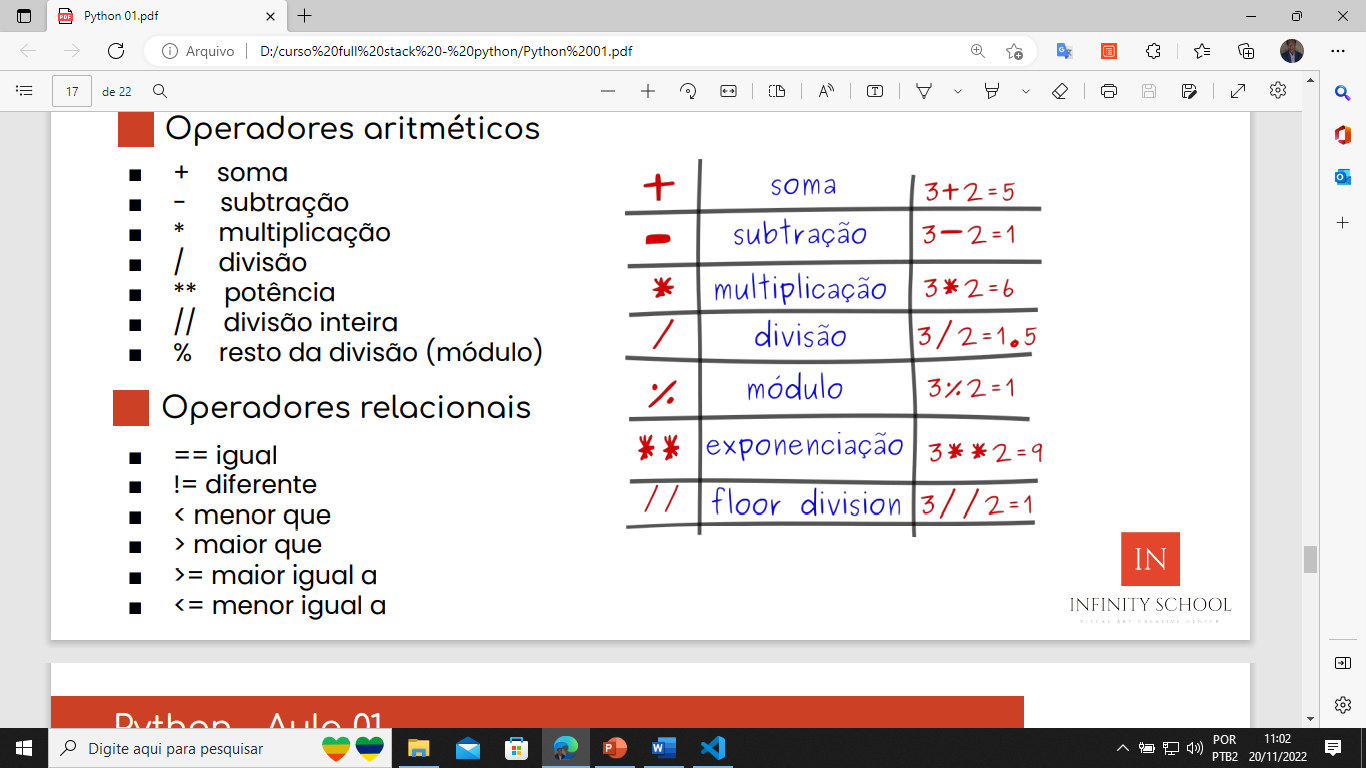 Python 01.pdf
Arquivo D:/curso%20full%20stack%20-%20python/Python%2001.pdf
17 de 22
Operadores aritméticos
+ soma
- subtração
* multiplicação
/ divisão
** potência
// divisão inteira
% resto da divisão (módulo)
Operadores relacionais
== igual
!= diferente
< menor que
> maior que
>= maior igual a
<= menor igual a
+ soma 3+2=5
- subtração 3-2=1
* multiplicação 3*2=6
/ divisão 3/2=1.5
% módulo 3%2=1
** exponenciação 3**2=9
// floor division 3//2=1
IN
INFINITY SCHOOL
VISUAL ART CREATIVE CENTER
Python - Aula 01
Digite aqui para pesquisar
POR
PTB2
11:02
20/11/2022